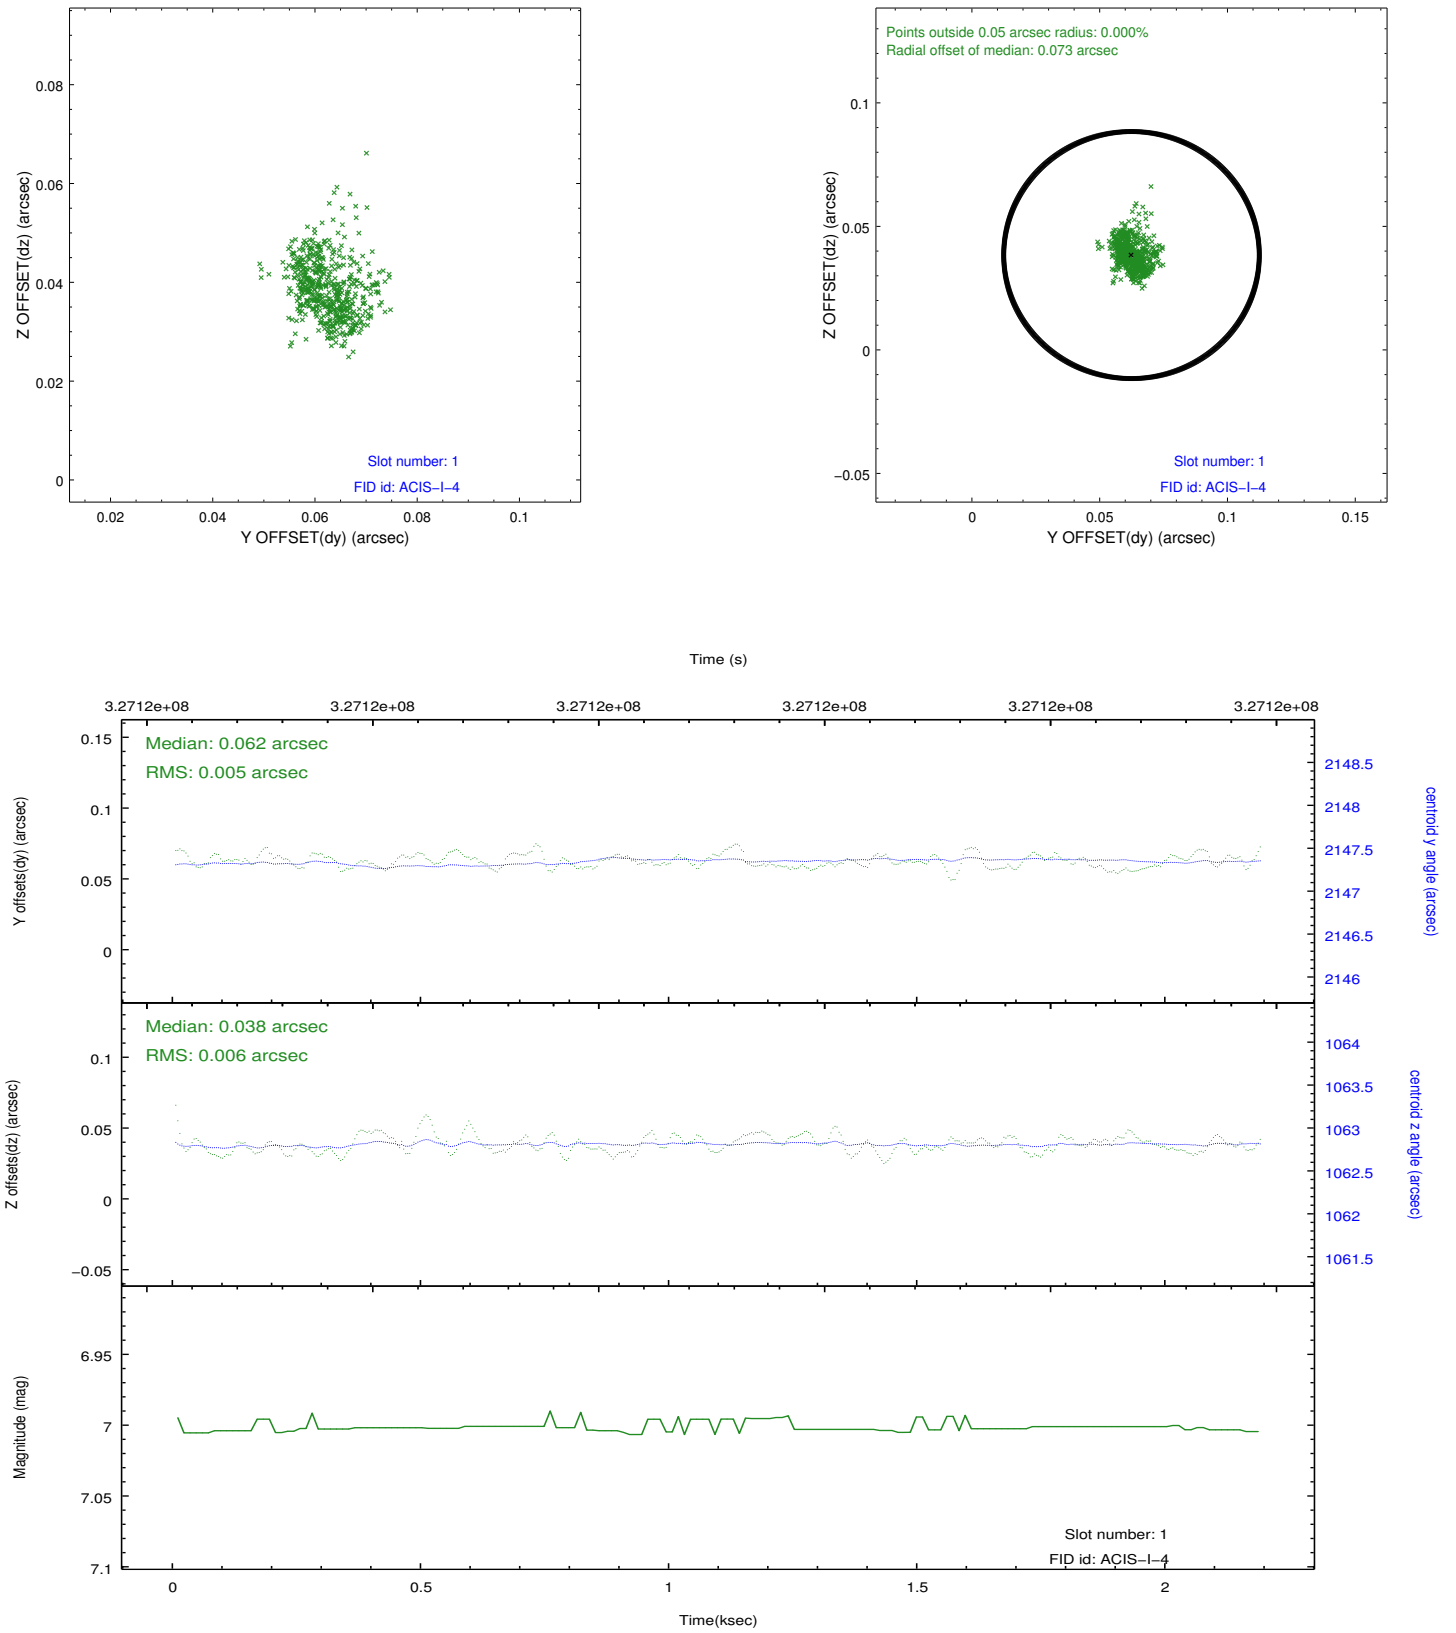 0.08
0.06
0.04
0.02
0
Z OFFSET(dz) (arcsec)
Slot number: 1
FID id: ACIS−I−4
0.02
0.04
0.06
0.08
0.1
Y OFFSET(dy) (arcsec)
Points outside 0.05 arcsec radius: 0.000%
Radial offset of median: 0.073 arcsec
0.1
0.05
0
−0.05
Z OFFSET(dz) (arcsec)
Slot number: 1
FID id: ACIS−I−4
0
0.05
0.1
0.15
Y OFFSET(dy) (arcsec)
Time (s)
3.2712e+08
3.2712e+08
3.2712e+08
3.2712e+08
3.2712e+08
3.2712e+08
Median: 0.062 arcsec
RMS: 0.005 arcsec
0.15
0.1
0.05
0
Y offsets(dy) (arcsec)
2148.5
2148
2147.5
2147
2146.5
2146
centroid y angle (arcsec)
Median: 0.038 arcsec
RMS: 0.006 arcsec
0.1
0.05
0
−0.05
Z offsets(dz) (arcsec)
1064
1063.5
1063
1062.5
1062
1061.5
centroid z angle (arcsec)
6.95
7
7.05
7.1
Magnitude (mag)
Slot number: 1
FID id: ACIS−I−4
0
0.5
1
1.5
2
Time(ksec)